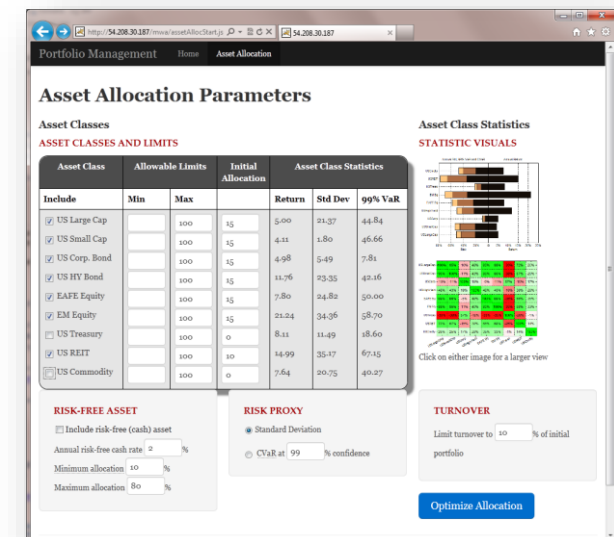 http://54.208.30.187/mwa/assetAllocStart.js
54.208.30.187
Portfolio Management Home Asset Allocation
Asset Allocation Parameters
Asset Classes
ASSET CLASSES AND LIMITS
Asset Class Allowable Limits Initial Allocation Asset Class Statistics
Include Min Max Return Std Dev 99% VaR
US Large Cap 100 15 5.00 21.37 44.84
US Small Cap 100 15 4.11 1.80 46.66
US Corp. Bond 100 15 4.98 5.49 7.81
US HY Bond 100 15 11.76 23.35 42.16
EAFE Equity 100 15 7.80 24.82 50.00
EM Equity 100 15 21.24 34.36 58.70
US Treasury 100 0 8.11 11.49 18.60
US REIT 100 10 14.99 35.17 67.15
US Commodity 100 0 7.64 20.75 40.27
Asset Class Statistics
STATISTIC VISUALS
Click on either image for a larger view
RISK-FREE ASSET
Include risk-free (cash) asset
Annual risk-free cash rate 2 %
Minimum allocation 10 %
Maximum allocation 80 %
RISK PROXY
Standard Deviation
CVaR at 99 % confidence
TURNOVER
Limit turnover to 10 % of initial
portfolio
Optimize Allocation